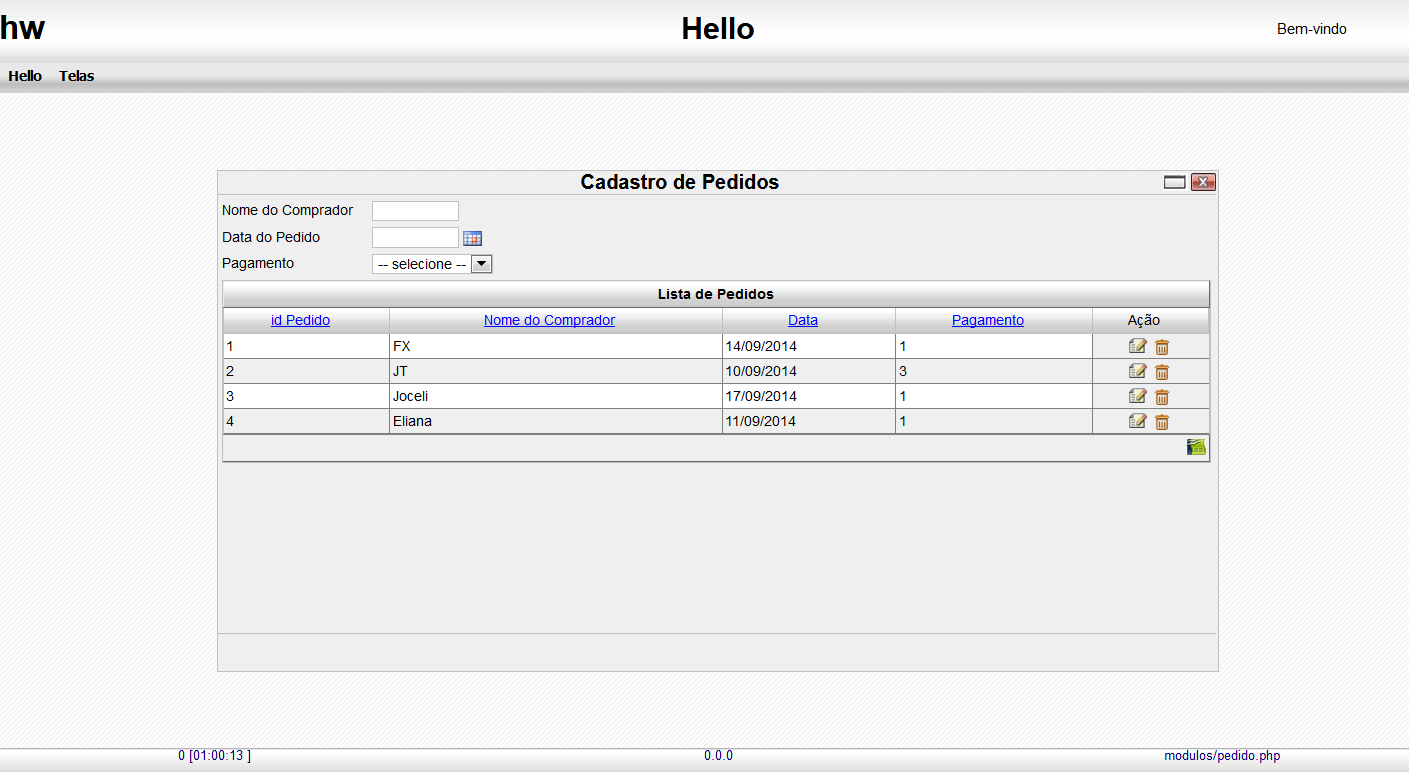 hw
Hello
Bem-vindo
Hello Telas
Cadastro de Pedidos
Nome do Comprador
Data do Pedido
Pagamento -- selecione --
Lista de Pedidos
id Pedido Nome do Comprador Data Pagamento Ação
1 FX 14/09/2014 1
2 JT 10/09/2014 3
3 Joceli 17/09/2014 1
4 Eliana 11/09/2014 1
0 [01:00:13 ] 0.0.0 modulos/pedido.php